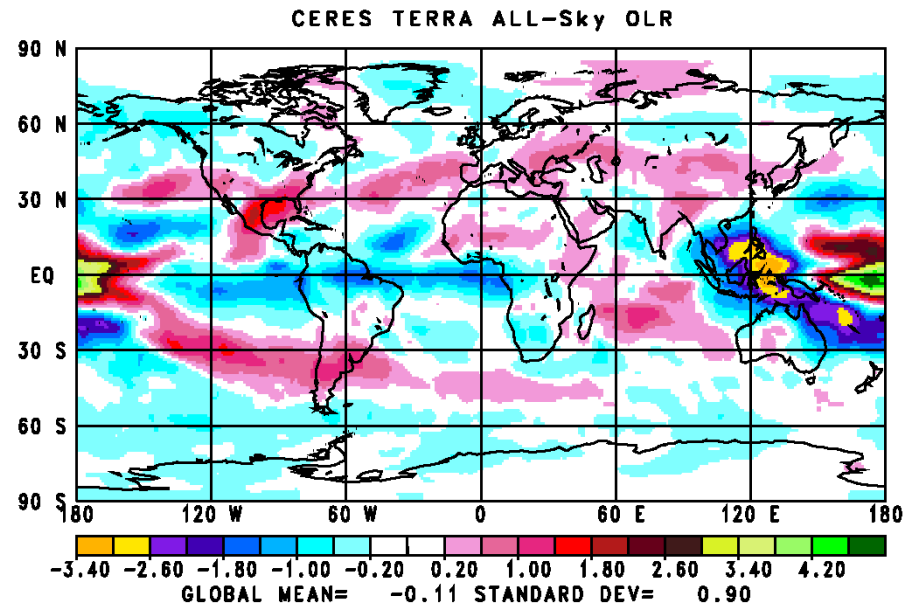 CERES TERRA ALL-Sky OLR
90 N
60 N
30 N
EQ
30 S
60 S
90 S
180 120 W 60 W 0 60 E 120 E 180
-3.40 -2.60 -1.80 -1.00 -0.20 0.20 1.00 1.80 2.60 3.40 4.20
GLOBAL MEAN= -0.11 STANDARD DEV= 0.90